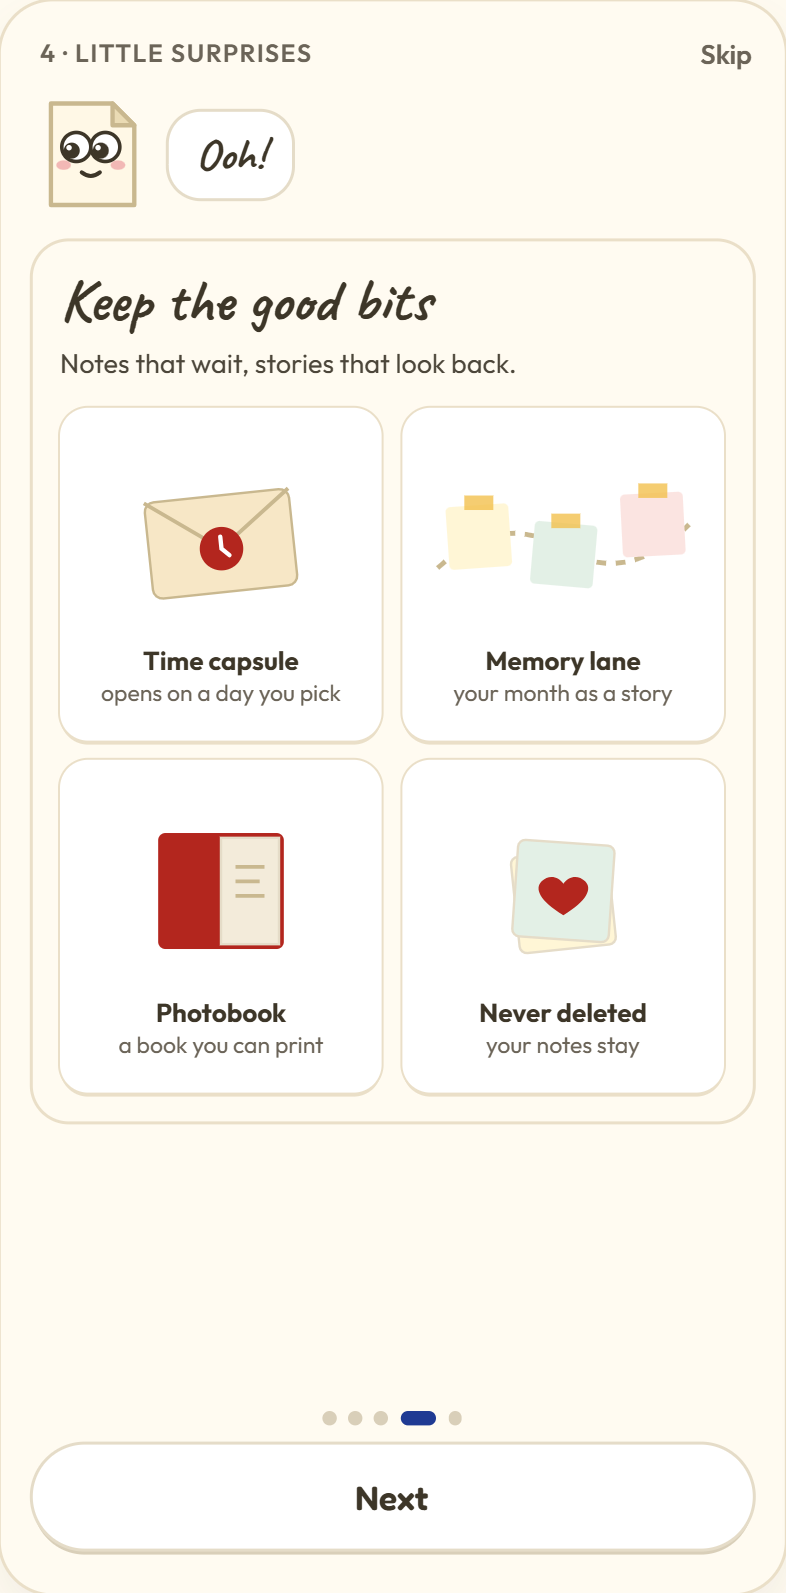 4 · LITTLE SURPRISES
Skip
Ooh!
Keep the good bits
Notes that wait, stories that look back.
Time capsule
opens on a day you pick
Memory lane
your month as a story
Photobook
a book you can print
Never deleted
your notes stay
Next